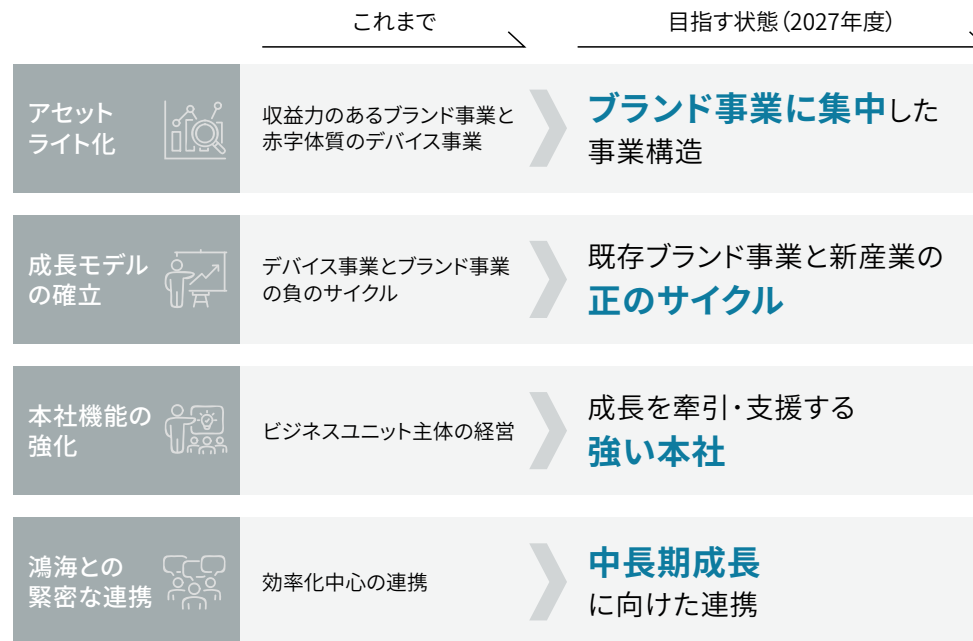 これまで
目指す状態(2027年度)
アセット
ライト化
収益力のあるブランド事業と
赤字体質のデバイス事業
ブランド事業に集中した
事業構造
成長モデル
の確立
デバイス事業とブランド事業
の負のサイクル
既存ブランド事業と新産業の
正のサイクル
本社機能の
強化
ビジネスユニット主体の経営
成長を牽引・支援する
強い本社
鴻海との
緊密な連携
効率化中心の連携
中長期成長
に向けた連携